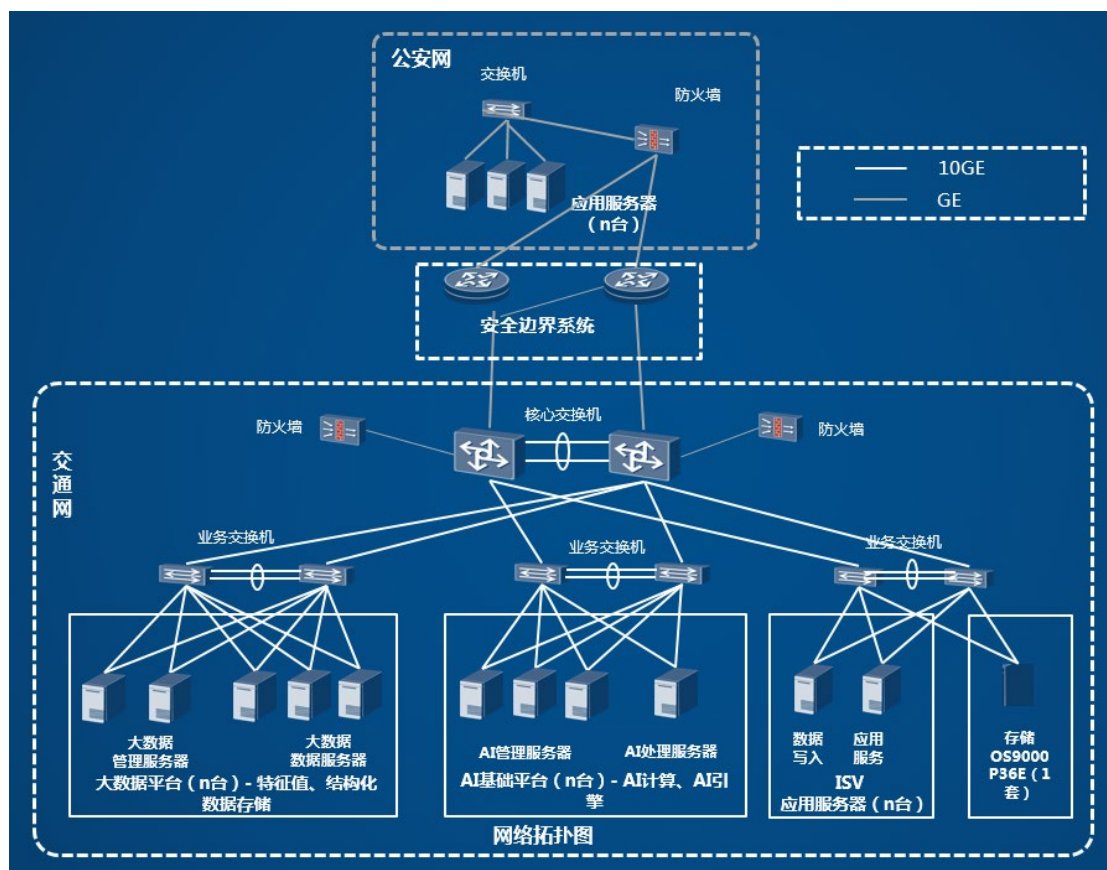 公安网
交换机
防火墙
10GE
GE
应用服务器
（n台）
安全边界系统
交
通
网
防火墙
核心交换机
防火墙
业务交换机
业务交换机
业务交换机
大数据
管理服务器
大数据
数据服务器
大数据平台（n台）- 特征值、结构化
数据存储
AI管理服务器
AI处理服务器
AI基础平台（n台）- AI计算、AI引
擎
数据
写入
应用
服务
ISV
应用服务器（n台）
存储
OS9000
P36E（1
套）
网络拓扑图